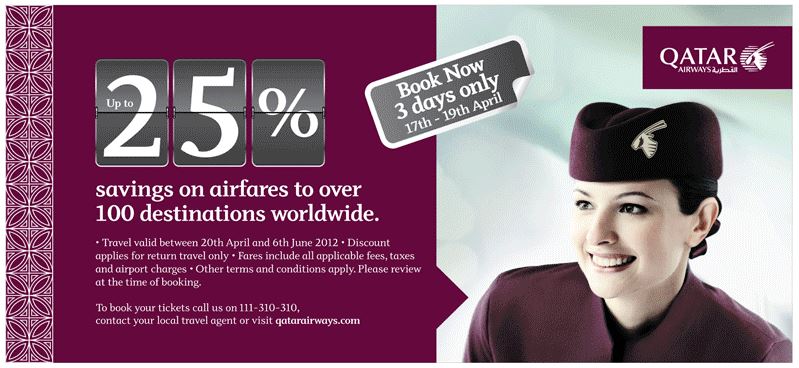 Up to
25%
savings on airfares to over
100 destinations worldwide.
• Travel valid between 20th April and 6th June 2012 • Discount
applies for return travel only • Fares include all applicable fees, taxes
and airport charges • Other terms and conditions apply. Please review
at the time of booking.
To book your tickets call us on 111-310-310,
contact your local travel agent or visit qatarairways.com
Book Now
3 days only
17th - 19th April
QATAR
AIRWAYS القطرية